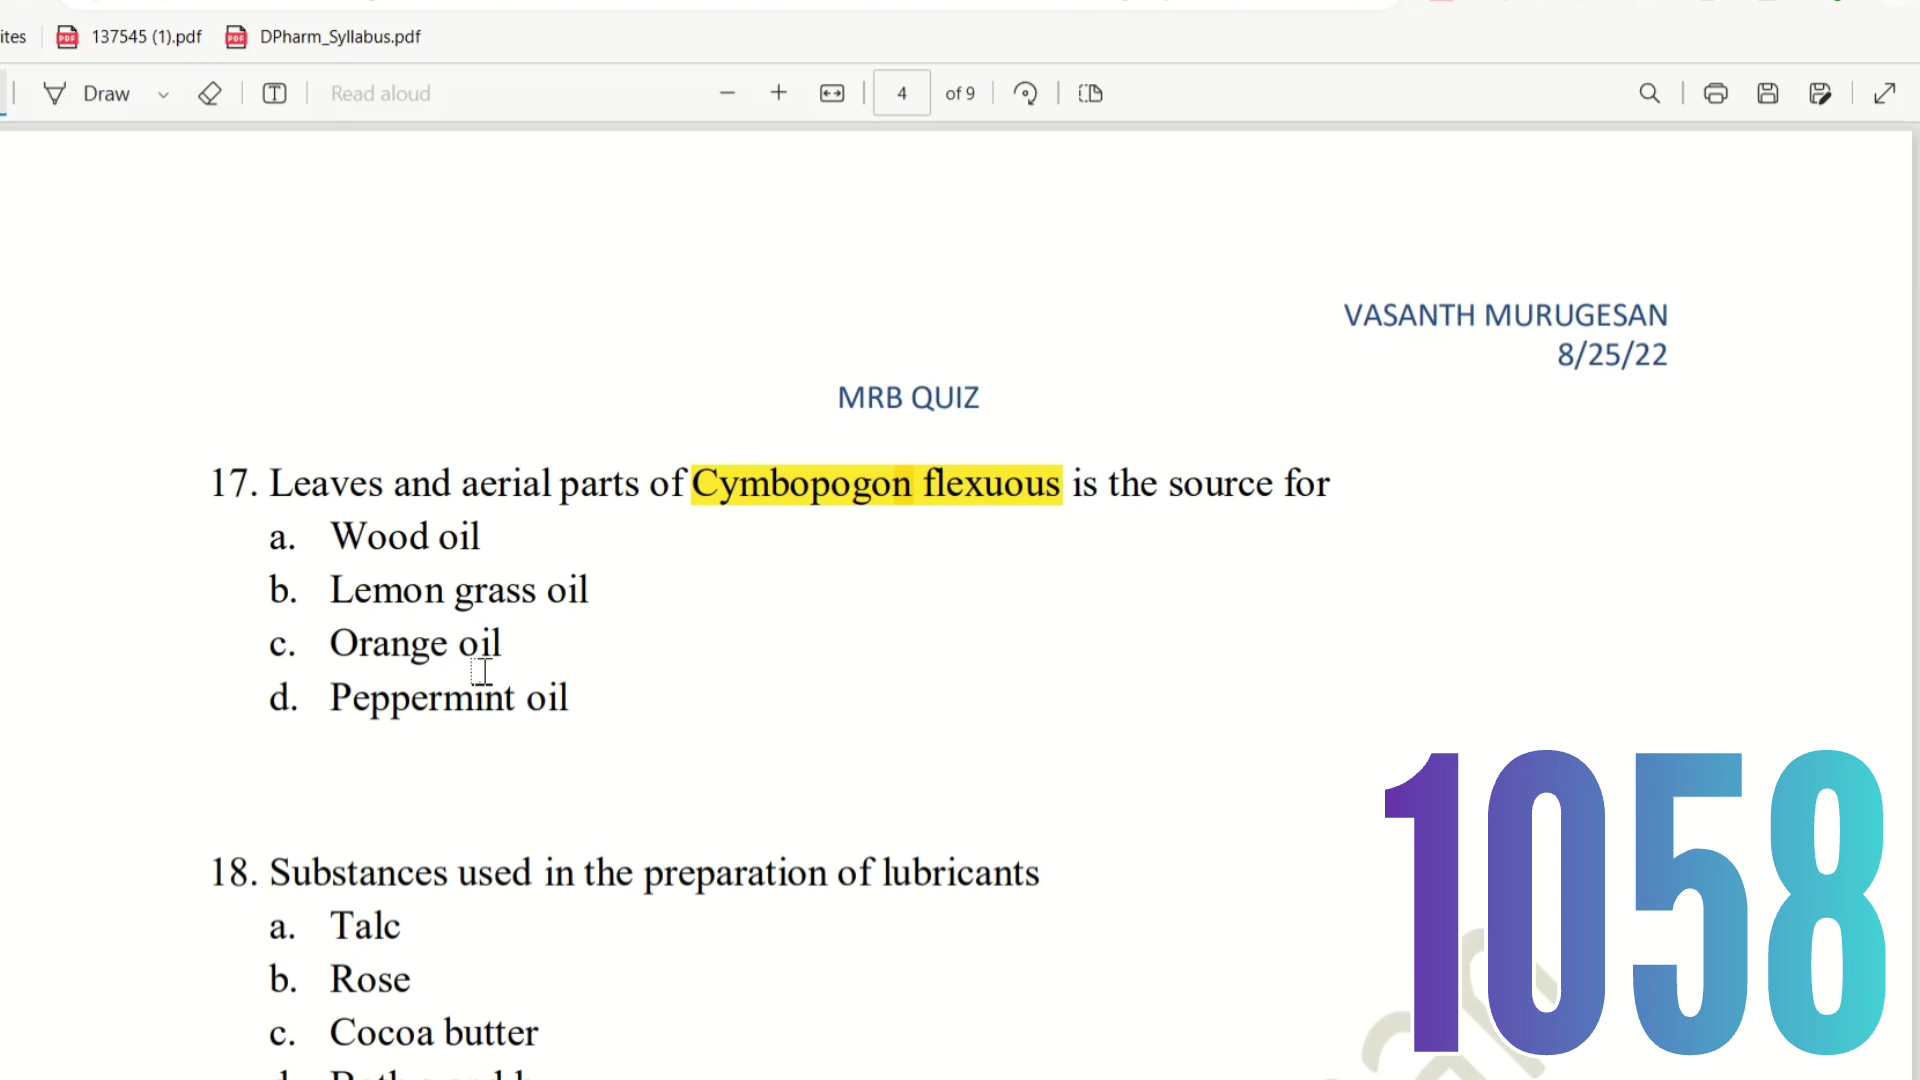 ites 137545 (1).pdf DPharm_Syllabus.pdf
Draw Read aloud 4 of 9
VASANTH MURUGESAN
8/25/22
MRB QUIZ
17. Leaves and aerial parts of Cymbopogon flexuous is the source for
a. Wood oil
b. Lemon grass oil
c. Orange oil
d. Peppermint oil
18. Substances used in the preparation of lubricants
a. Talc
b. Rose
c. Cocoa butter
1058